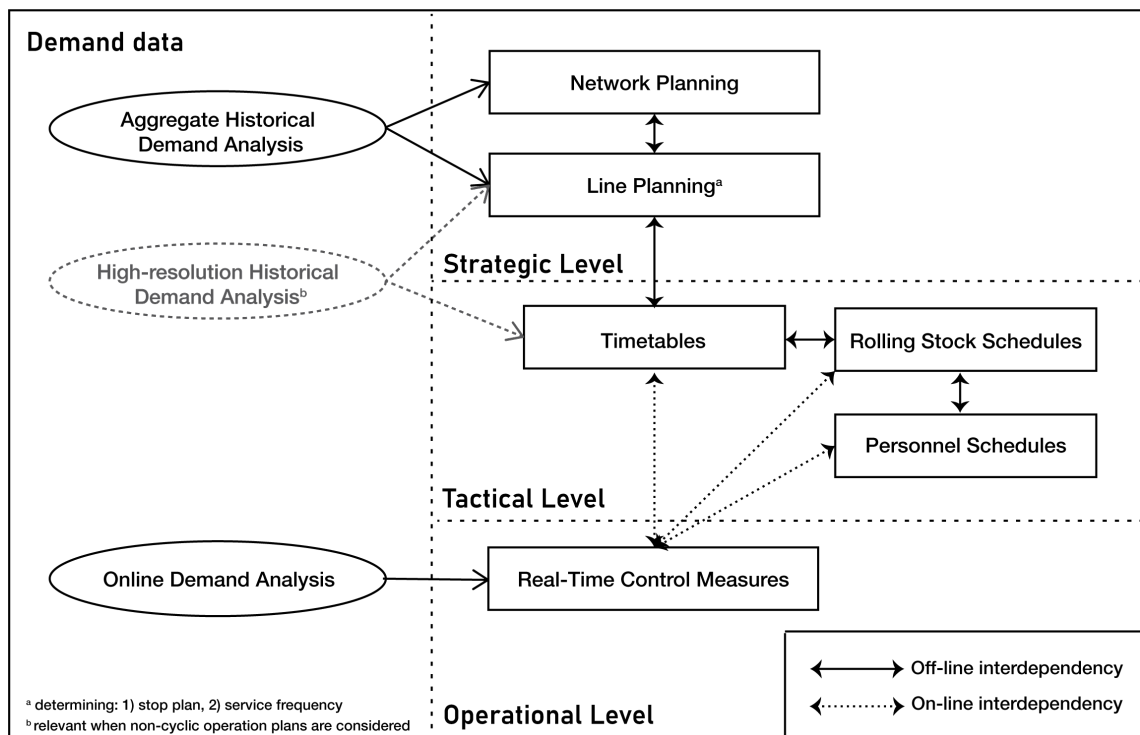 Demand data
Network Planning
Aggregate Historical
Demand Analysis
Line Planningᵃ
High-resolution Historical
Demand Analysisᵇ
Strategic Level
Timetables
Rolling Stock Schedules
Personnel Schedules
Tactical Level
Online Demand Analysis
Real-Time Control Measures
Off-line interdependency
On-line interdependency
ᵃ determining: 1) stop plan, 2) service frequency
ᵇ relevant when non-cyclic operation plans are considered
Operational Level